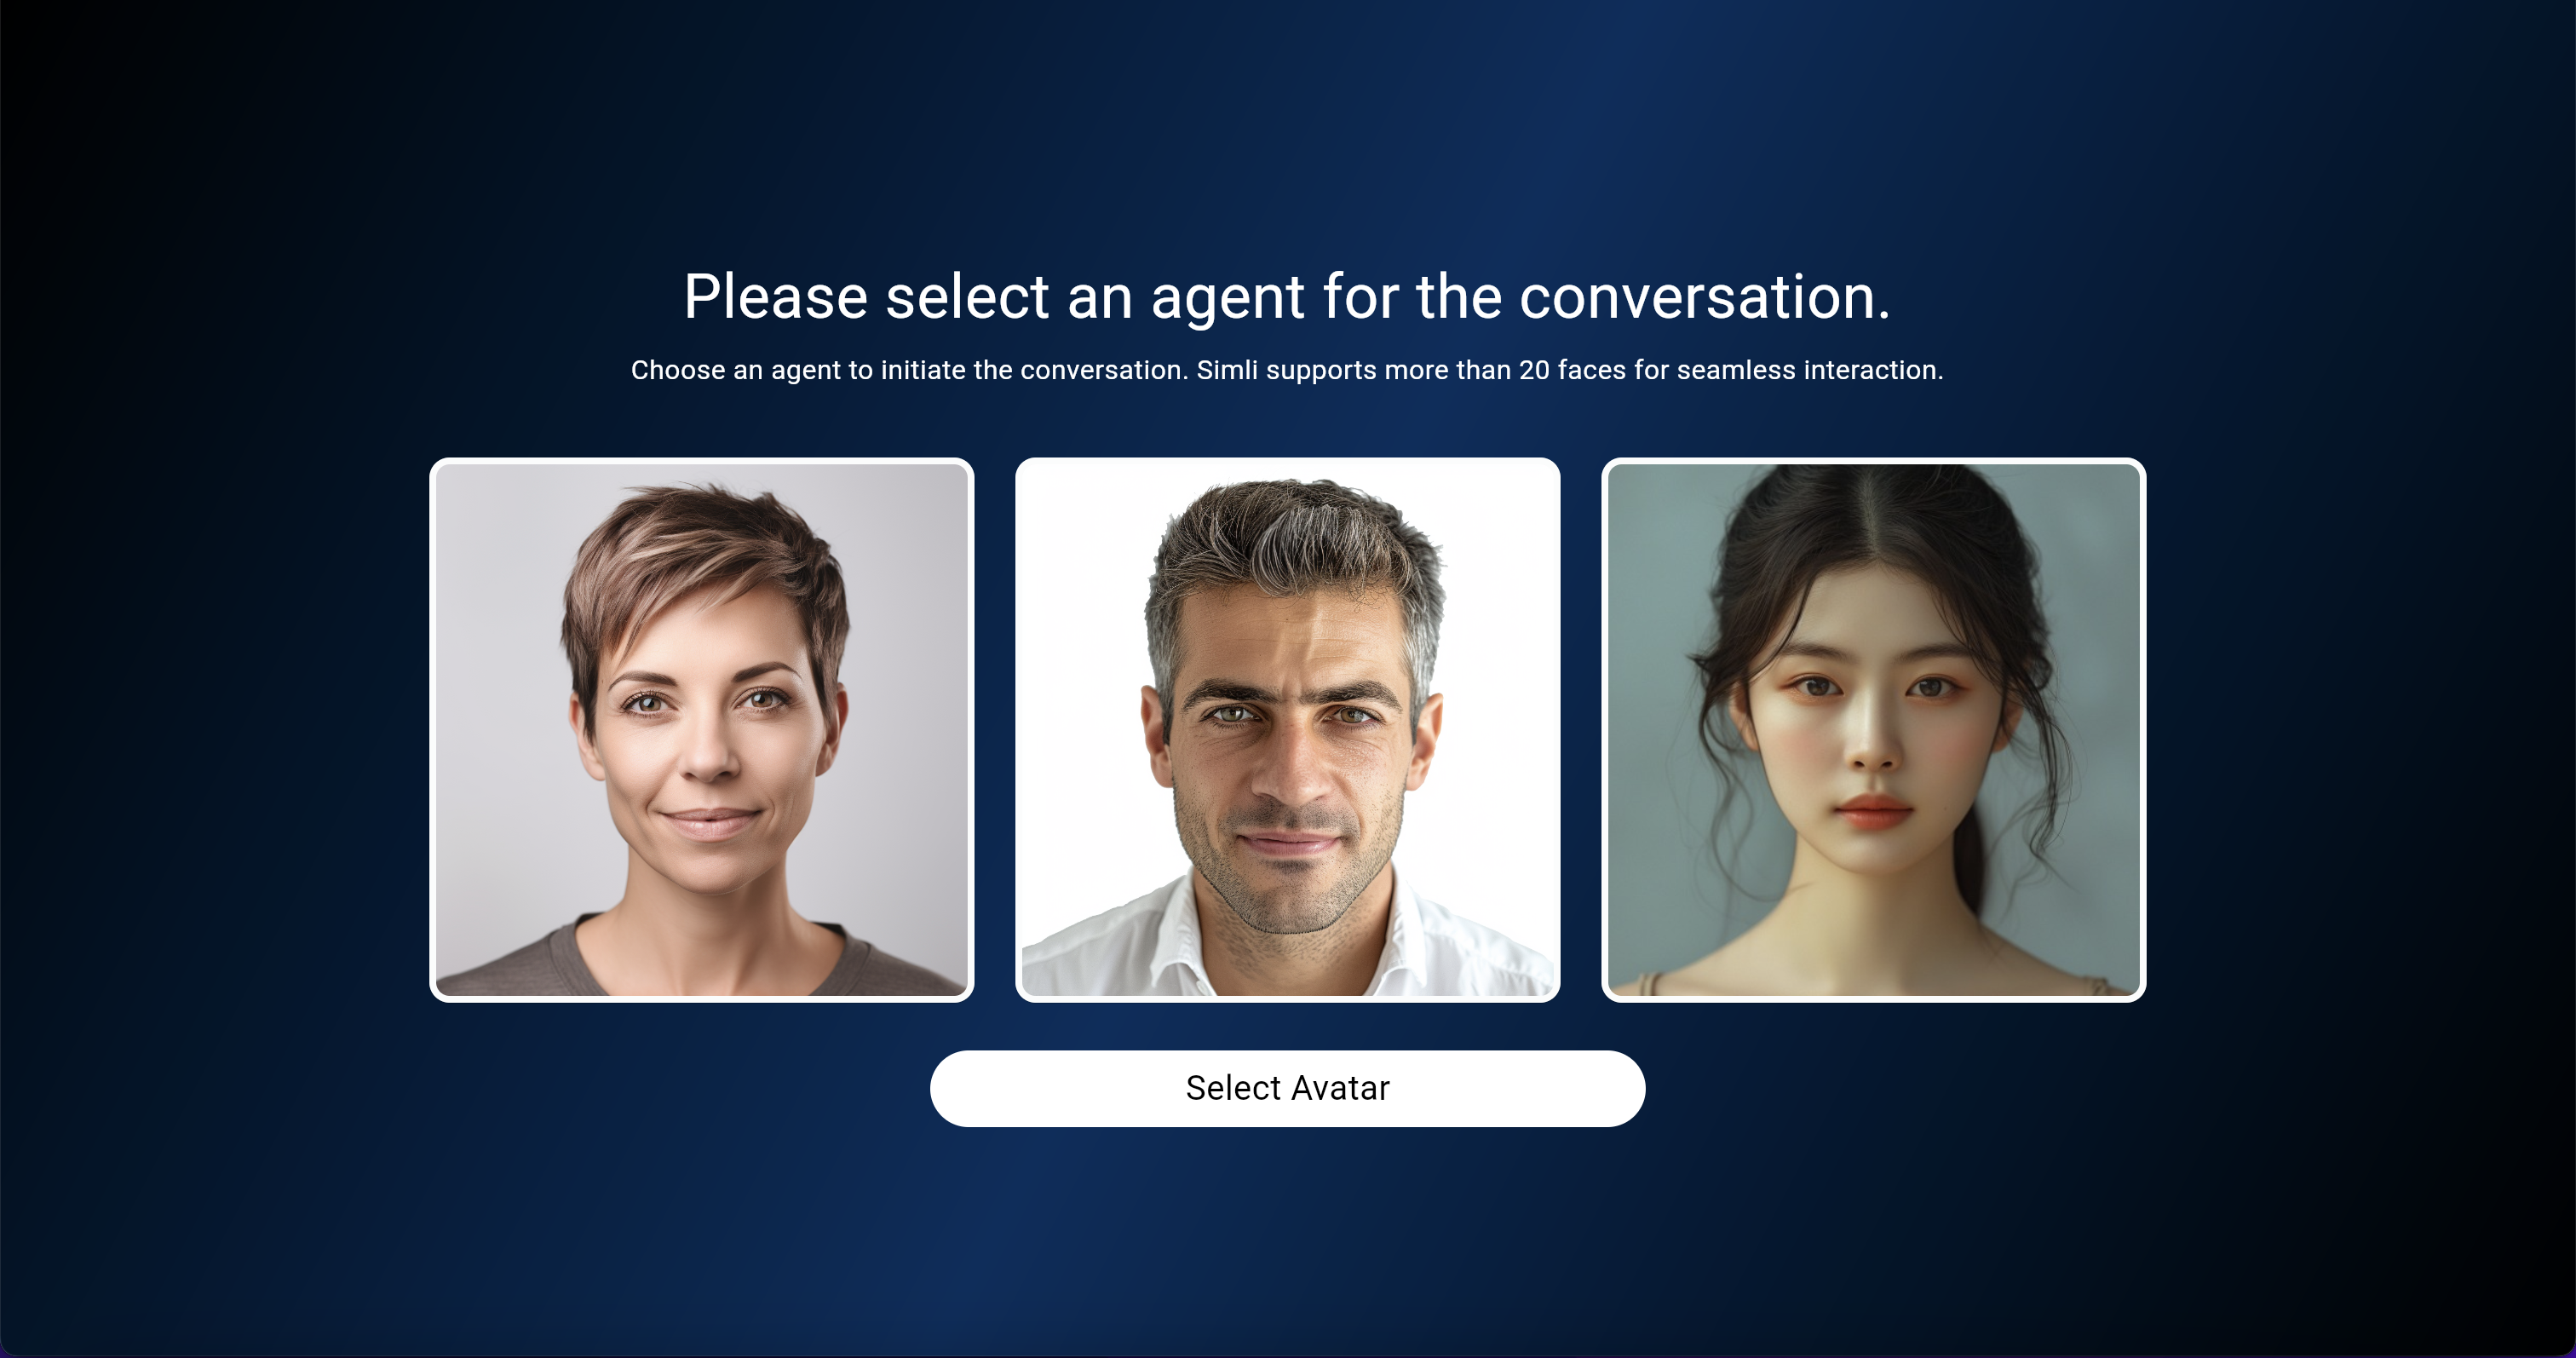 Please select an agent for the conversation.
Choose an agent to initiate the conversation. Simli supports more than 20 faces for seamless interaction.
Select Avatar